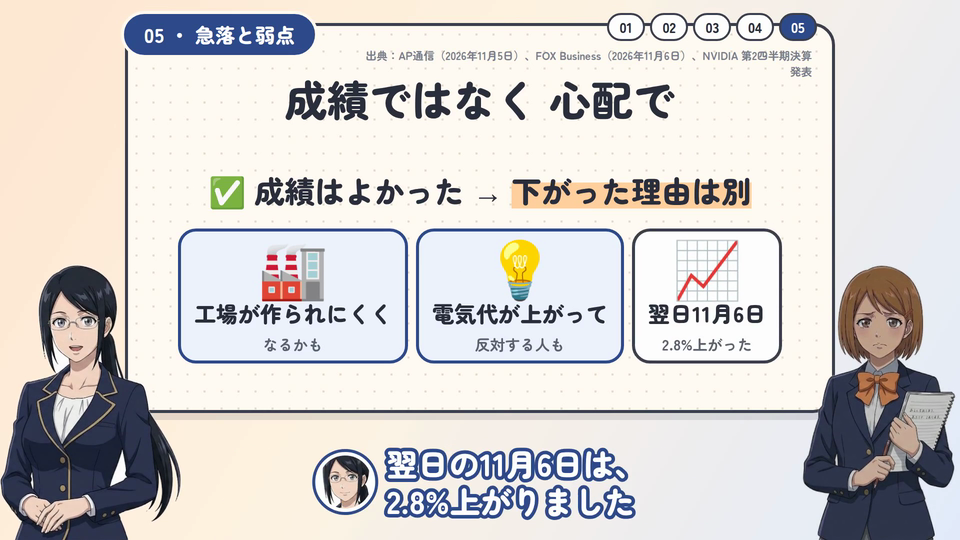 05 ・ 急落と弱点
01 02 03 04 05
出典：AP通信（2026年11月5日）、FOX Business（2026年11月6日）、NVIDIA 第2四半期決算
発表
成績ではなく 心配で
✅ 成績はよかった → 下がった理由は別
工場が作られにくく
なるかも
電気代が上がって
反対する人も
翌日11月6日
2.8%上がった
翌日の11月6日は、
2.8%上がりました